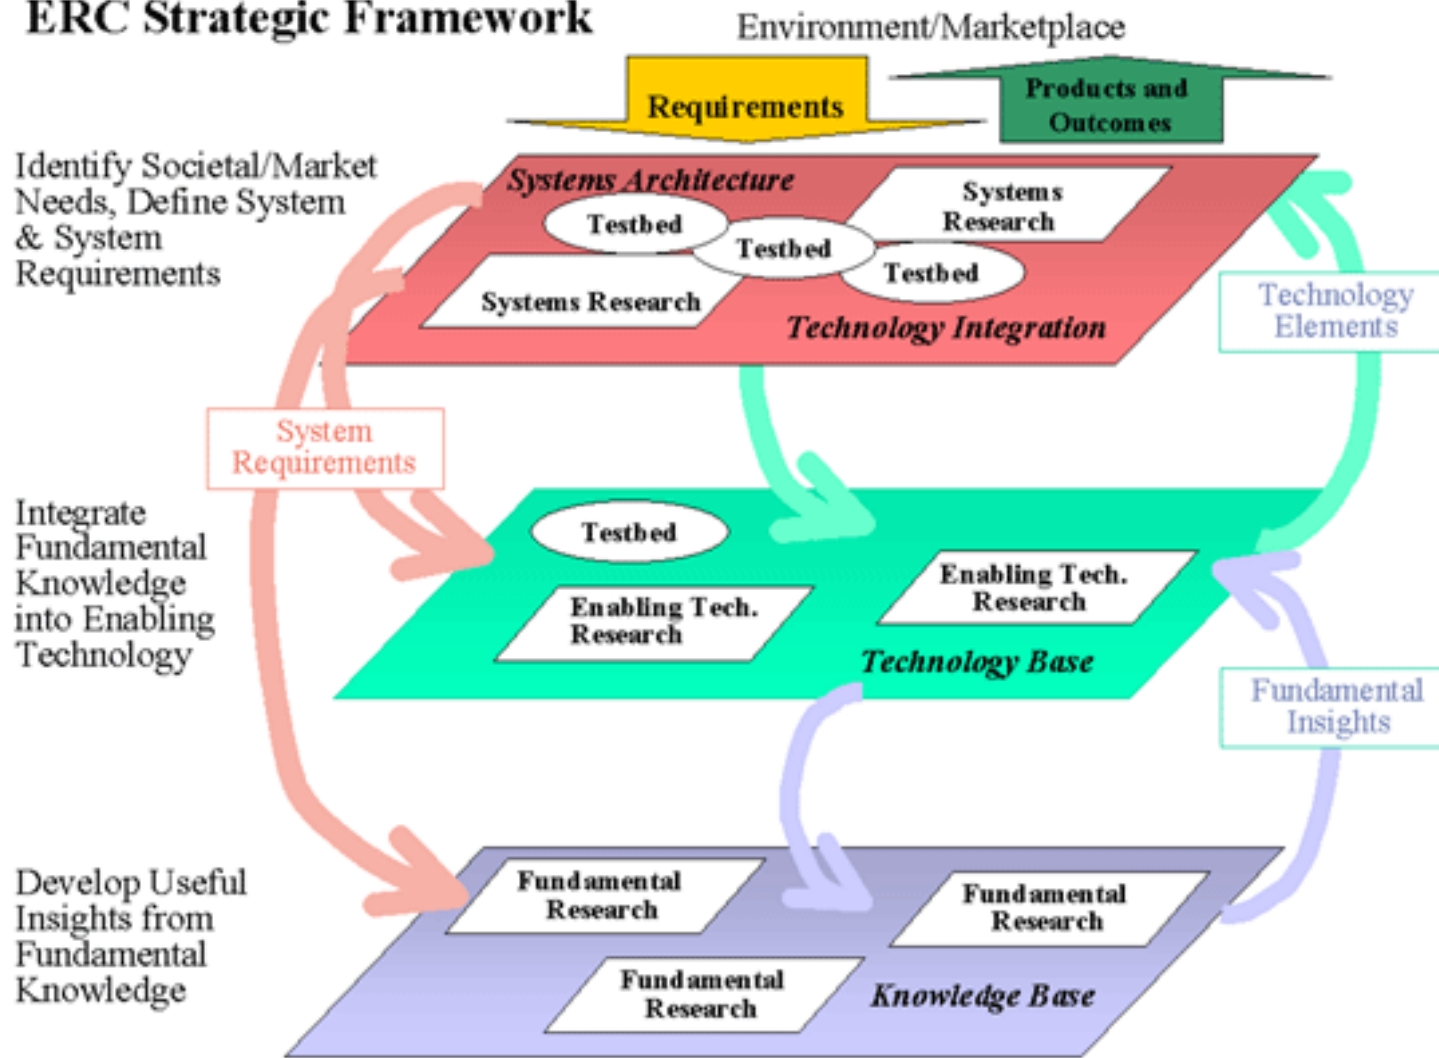 ERC Strategic Framework
Environment/Marketplace
Requirements
Products and
Outcomes
Identify Societal/Market
Needs, Define System
& System
Requirements
Systems Architecture
Testbed
Testbed
Testbed
Systems
Research
Systems Research
Technology Integration
Technology
Elements
System
Requirements
Integrate
Fundamental
Knowledge
into Enabling
Technology
Testbed
Enabling Tech.
Research
Enabling Tech.
Research
Technology Base
Fundamental
Insights
Develop Useful
Insights from
Fundamental
Knowledge
Fundamental
Research
Fundamental
Research
Fundamental
Research
Knowledge Base